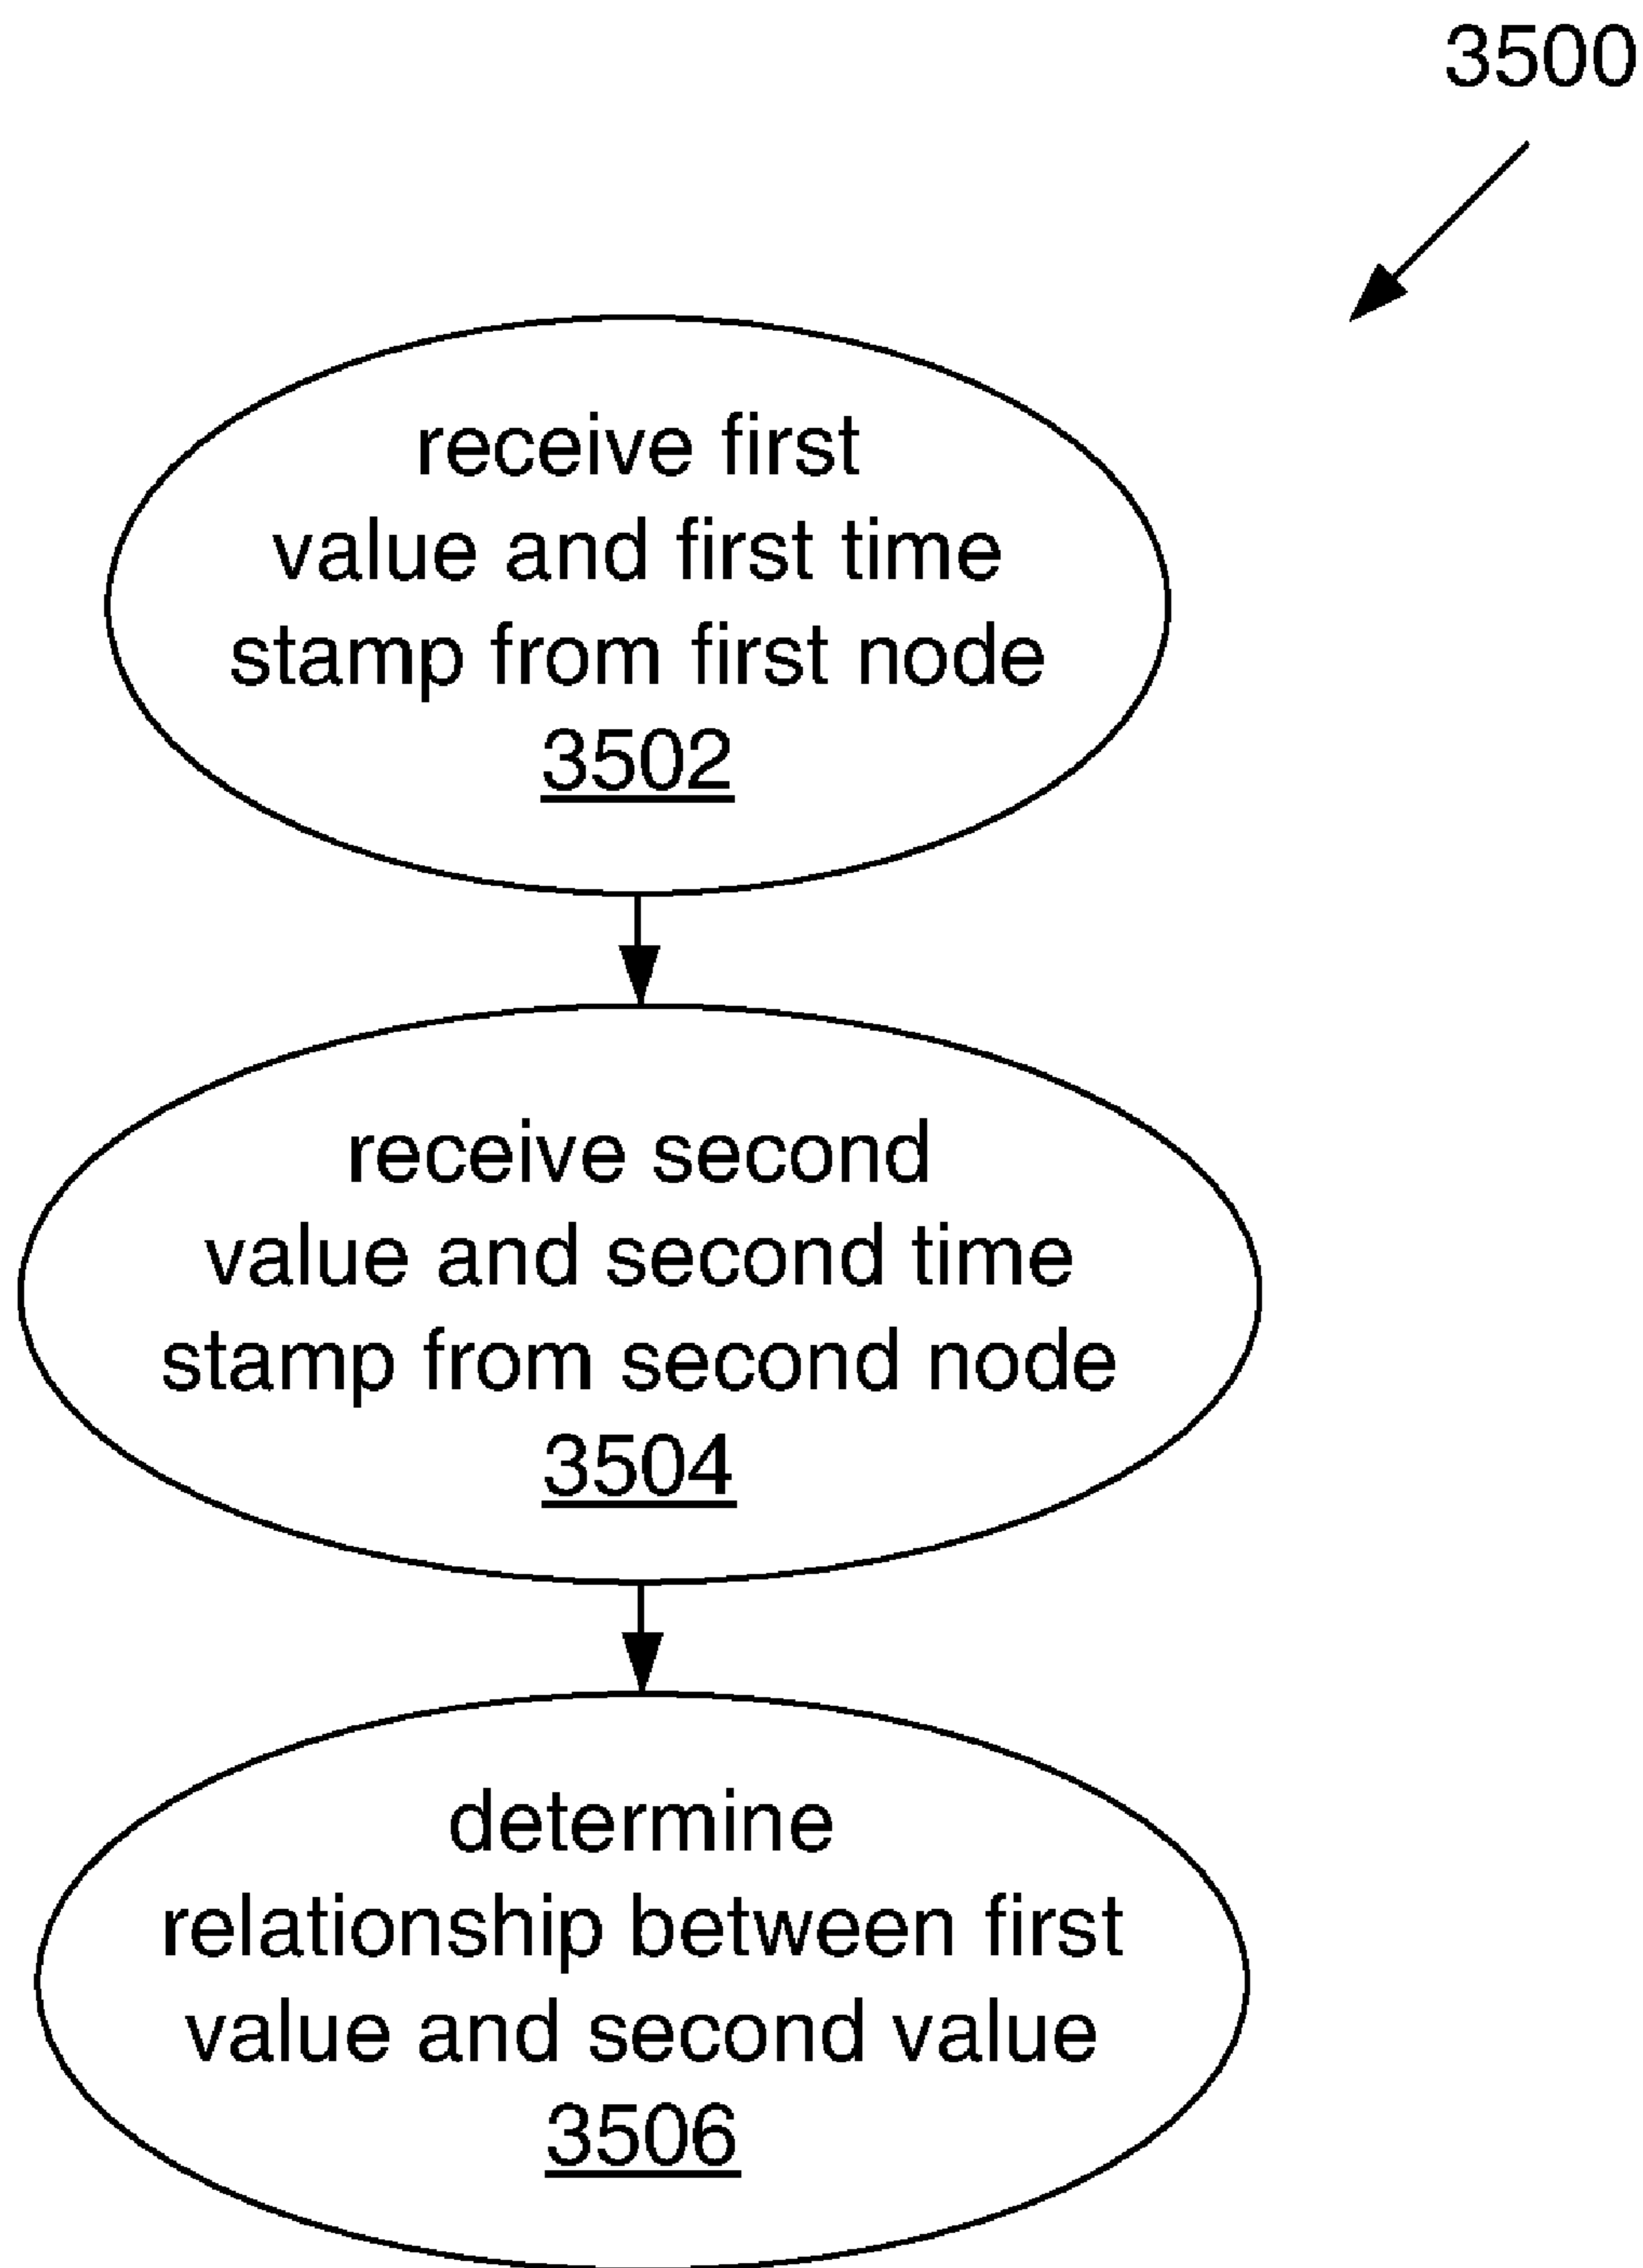 3500
receive first
value and first time
stamp from first node
3502
receive second
value and second time
stamp from second node
3504
determine
relationship between first
value and second value
3506